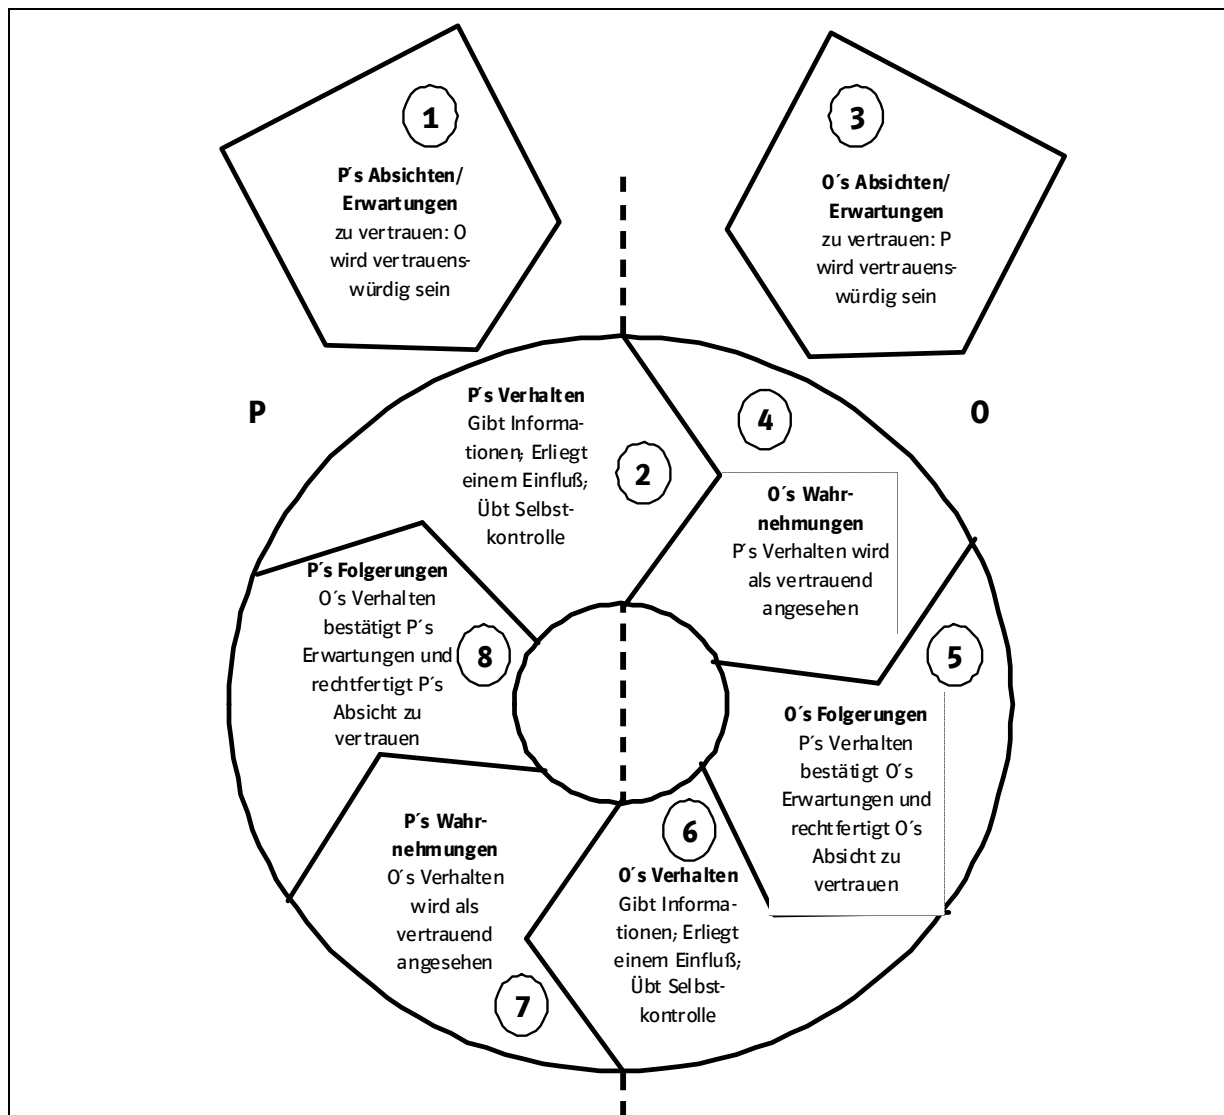 1
P´s Absichten/
Erwartungen
zu vertrauen: O
wird vertrauens-
würdig sein
3
O´s Absichten/
Erwartungen
zu vertrauen: P
wird vertrauens-
würdig sein
P
O
P´s Verhalten
Gibt Informa-
tionen; Erliegt
einem Einfluß;
Übt Selbst-
kontrolle
2
4
O´s Wahr-
nehmungen
P´s Verhalten wird
als vertrauend
angesehen
5
O´s Folgerungen
P´s Verhalten
bestätigt O´s
Erwartungen und
rechtfertigt O´s
Absicht zu
vertrauen
6
O´s Verhalten
Gibt Informa-
tionen; Erliegt
einem Einfluß;
Übt Selbst-
kontrolle
P´s Wahr-
nehmungen
O´s Verhalten
wird als
vertrauend
angesehen
7
P´s Folgerungen
O´s Verhalten
bestätigt P´s
Erwartungen und
rechtfertigt P´s
Absicht zu
vertrauen
8